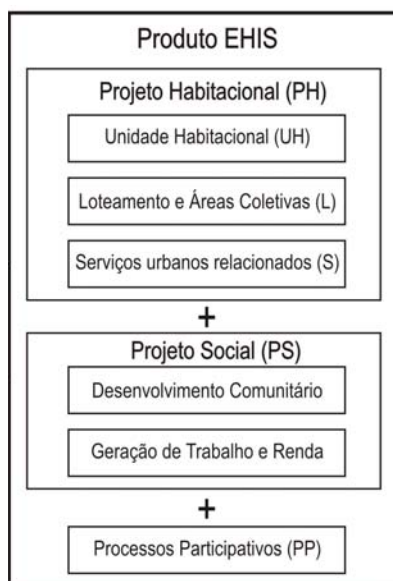 Produto EHIS
Projeto Habitacional (PH)
Unidade Habitacional (UH)
Loteamento e Áreas Coletivas (L)
Serviços urbanos relacionados (S)
+
Projeto Social (PS)
Desenvolvimento Comunitário
Geração de Trabalho e Renda
+
Processos Participativos (PP)